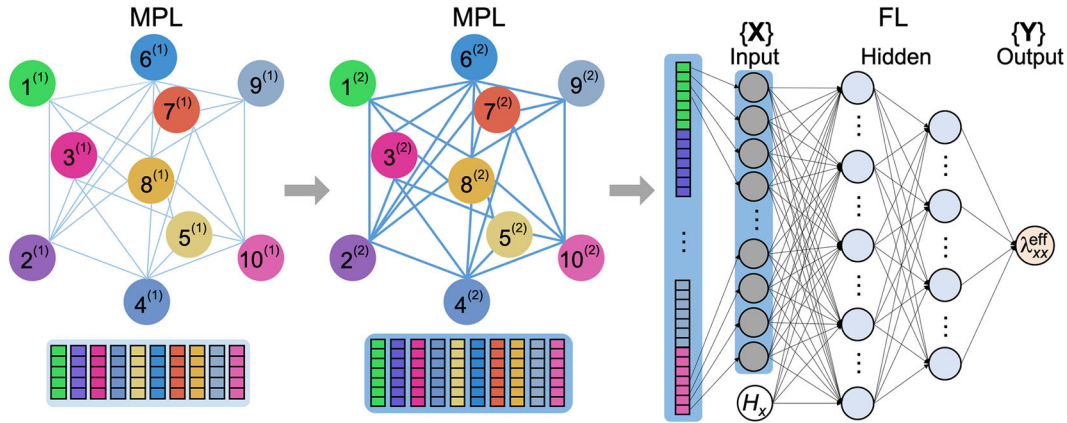 MPL
6(1)
1(1)
9(1)
7(1)
3(1)
8(1)
5(1)
2(1)
10(1)
4(1)
MPL
6(2)
1(2)
9(2)
7(2)
3(2)
8(2)
5(2)
2(2)
10(2)
4(2)
FL
{X}
Input
Hidden
{Y}
Output
...
Hx
λxx^eff